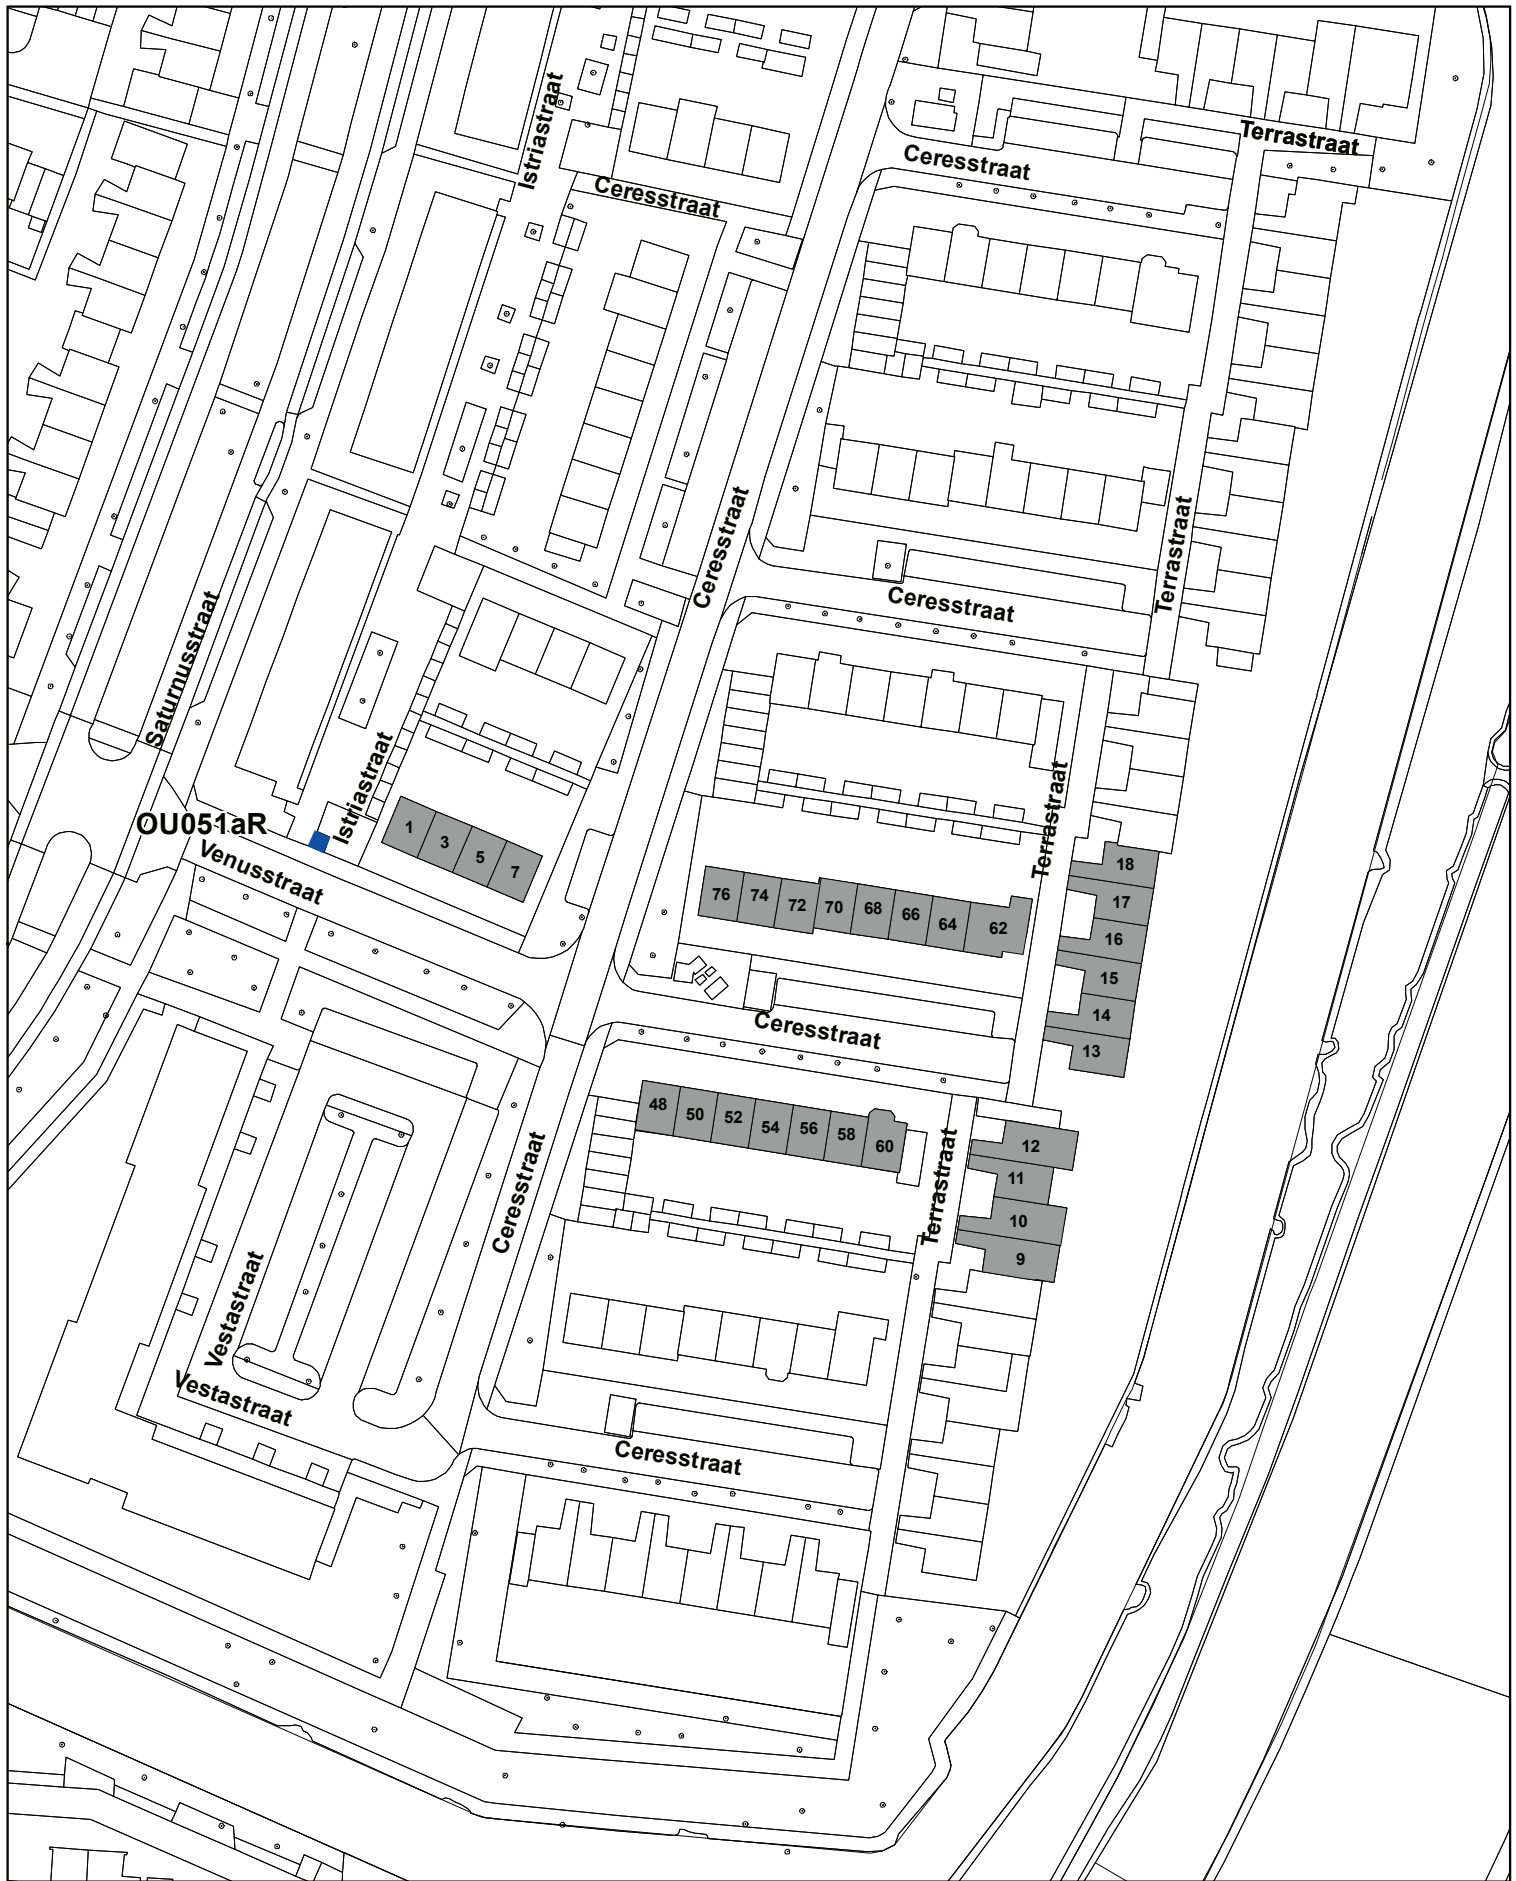 Istriastraat
Terrastraat
Ceresstraat
Ceresstraat
Ceresstraat
Terrastraat
Ceresstraat
Saturnusstraat
Istriastraat
Terrastraat
OU051aR
Venusstraat
1
3
5
7
76
74
72
70
68
66
64
62
18
17
16
15
14
13
Ceresstraat
48
50
52
54
56
58
60
Ceresstraat
Terrastraat
12
11
10
9
Vestastraat
Vestastraat
Ceresstraat